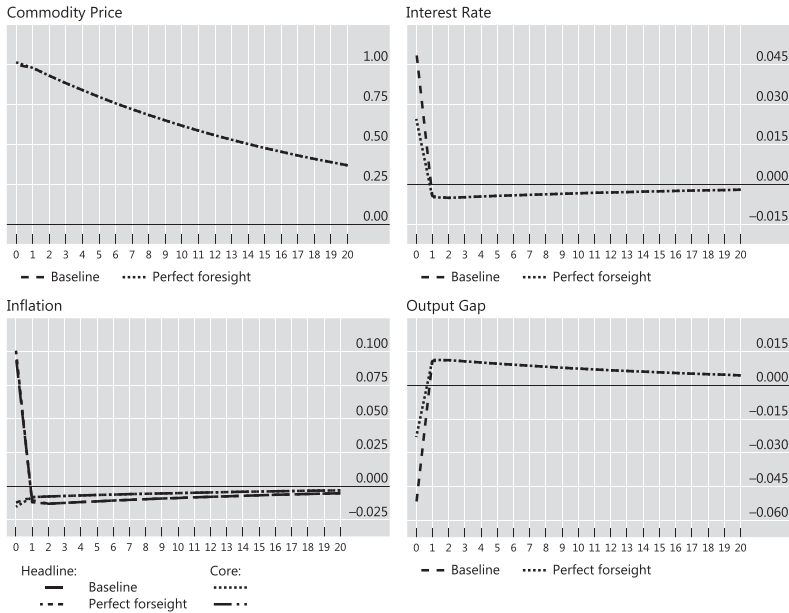 Commodity Price
1.00
0.75
0.50
0.25
0.00
0 1 2 3 4 5 6 7 8 9 10 11 12 13 14 15 16 17 18 19 20
Baseline Perfect foresight
Interest Rate
0.045
0.030
0.015
0.000
−0.015
0 1 2 3 4 5 6 7 8 9 10 11 12 13 14 15 16 17 18 19 20
Baseline Perfect forseight
Inflation
0.100
0.075
0.050
0.025
0.000
−0.025
0 1 2 3 4 5 6 7 8 9 10 11 12 13 14 15 16 17 18 19 20
Headline: Core:
Baseline
Perfect forseight
Output Gap
0.015
0.000
−0.015
−0.030
−0.045
−0.060
0 1 2 3 4 5 6 7 8 9 10 11 12 13 14 15 16 17 18 19 20
Baseline Perfect foresight